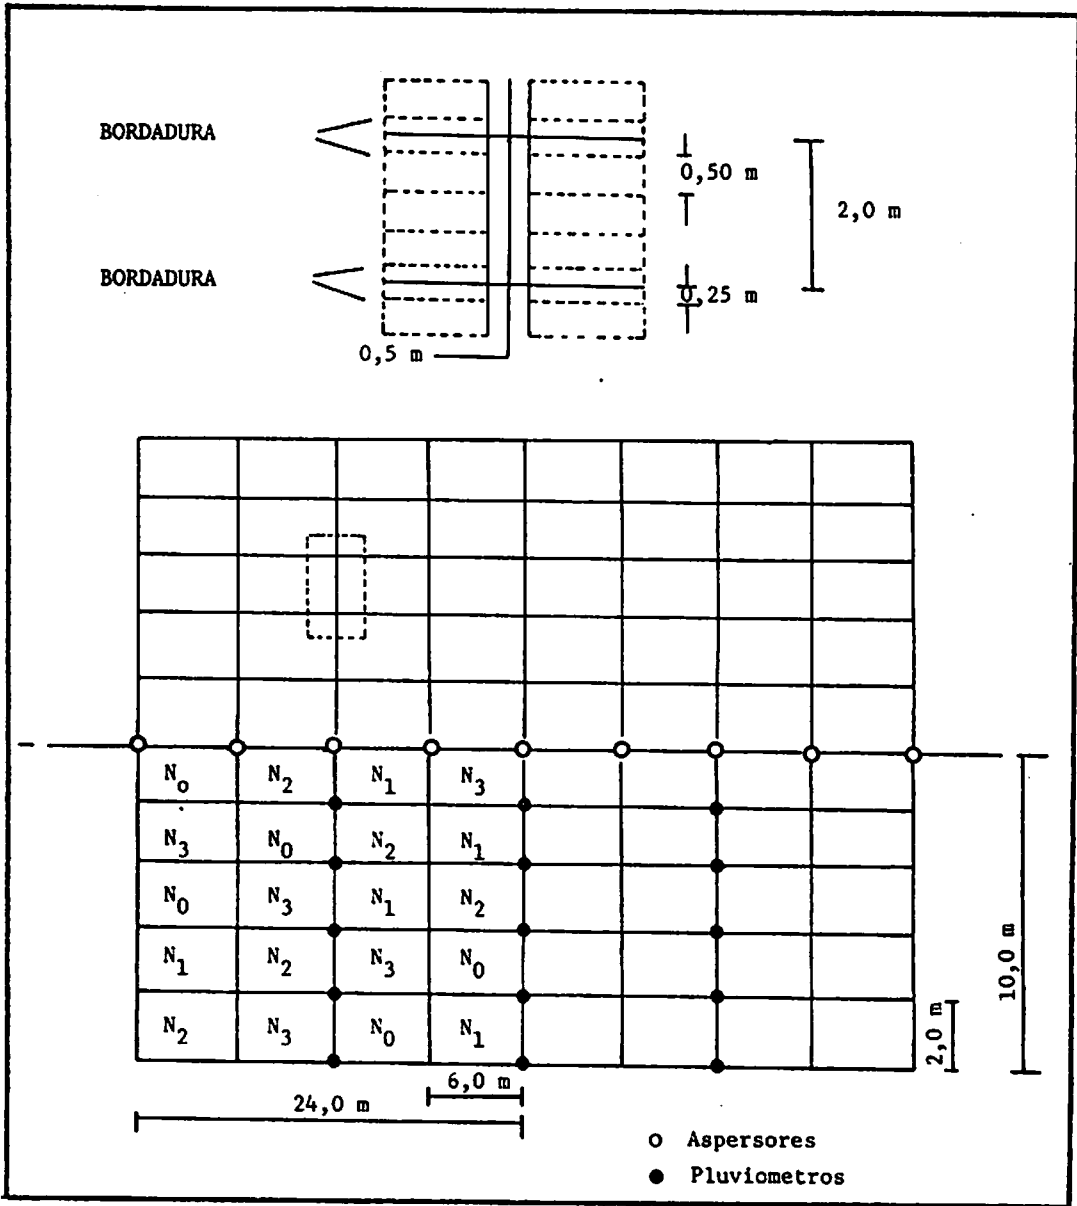 BORDADURA
0,50 m
2,0 m
BORDADURA
0,25 m
0,5 m
N₀ N₂ N₁ N₃
N₃ N₀ N₂ N₁
N₀ N₃ N₁ N₂
N₁ N₂ N₃ N₀
N₂ N₃ N₀ N₁
10,0 m
2,0 m
6,0 m
24,0 m
Aspersores
Pluviometros